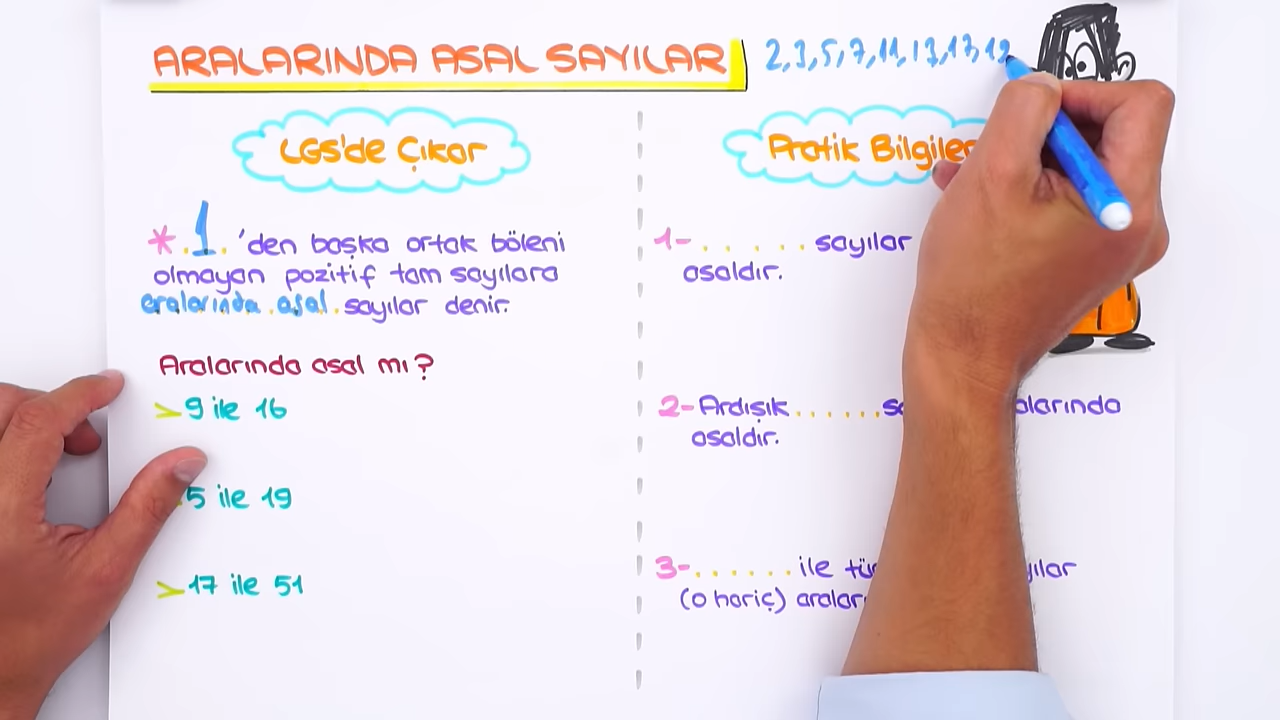 ARALARINDA ASAL SAYILAR
2,3,5,7,11,13,17,19
LGS'de Çıkar
*.1.'den başka ortak böleni
olmayan pozitif tam sayılara
aralarında asal sayılar denir.
Aralarında asal mı?
>9 ile 16
5 ile 19
>17 ile 51
Pratik Bilgiler
1-...... sayılar
asaldır.
2-Ardışık......
asaldır.
3-...... ile
(0 hariç)